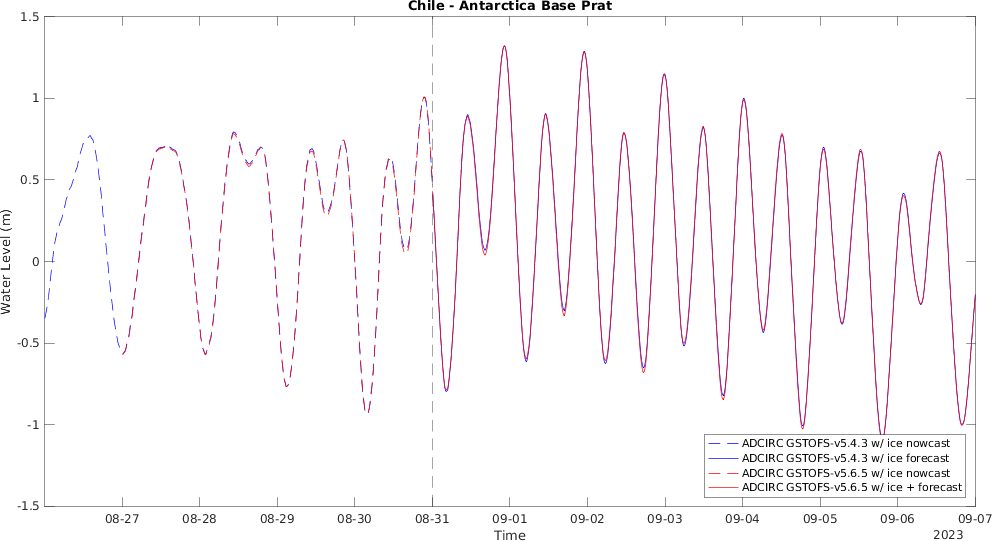 Chile - Antarctica Base Prat
1.5
1
0.5
0
-0.5
-1
-1.5
Water Level (m)
ADCIRC GSTOFS-v5.4.3 w/ ice nowcast
ADCIRC GSTOFS-v5.4.3 w/ ice forecast
ADCIRC GSTOFS-v5.6.5 w/ ice nowcast
ADCIRC GSTOFS-v5.6.5 w/ ice + forecast
08-27 08-28 08-29 08-30 08-31 09-01 09-02 09-03 09-04 09-05 09-06 09-07
Time
2023